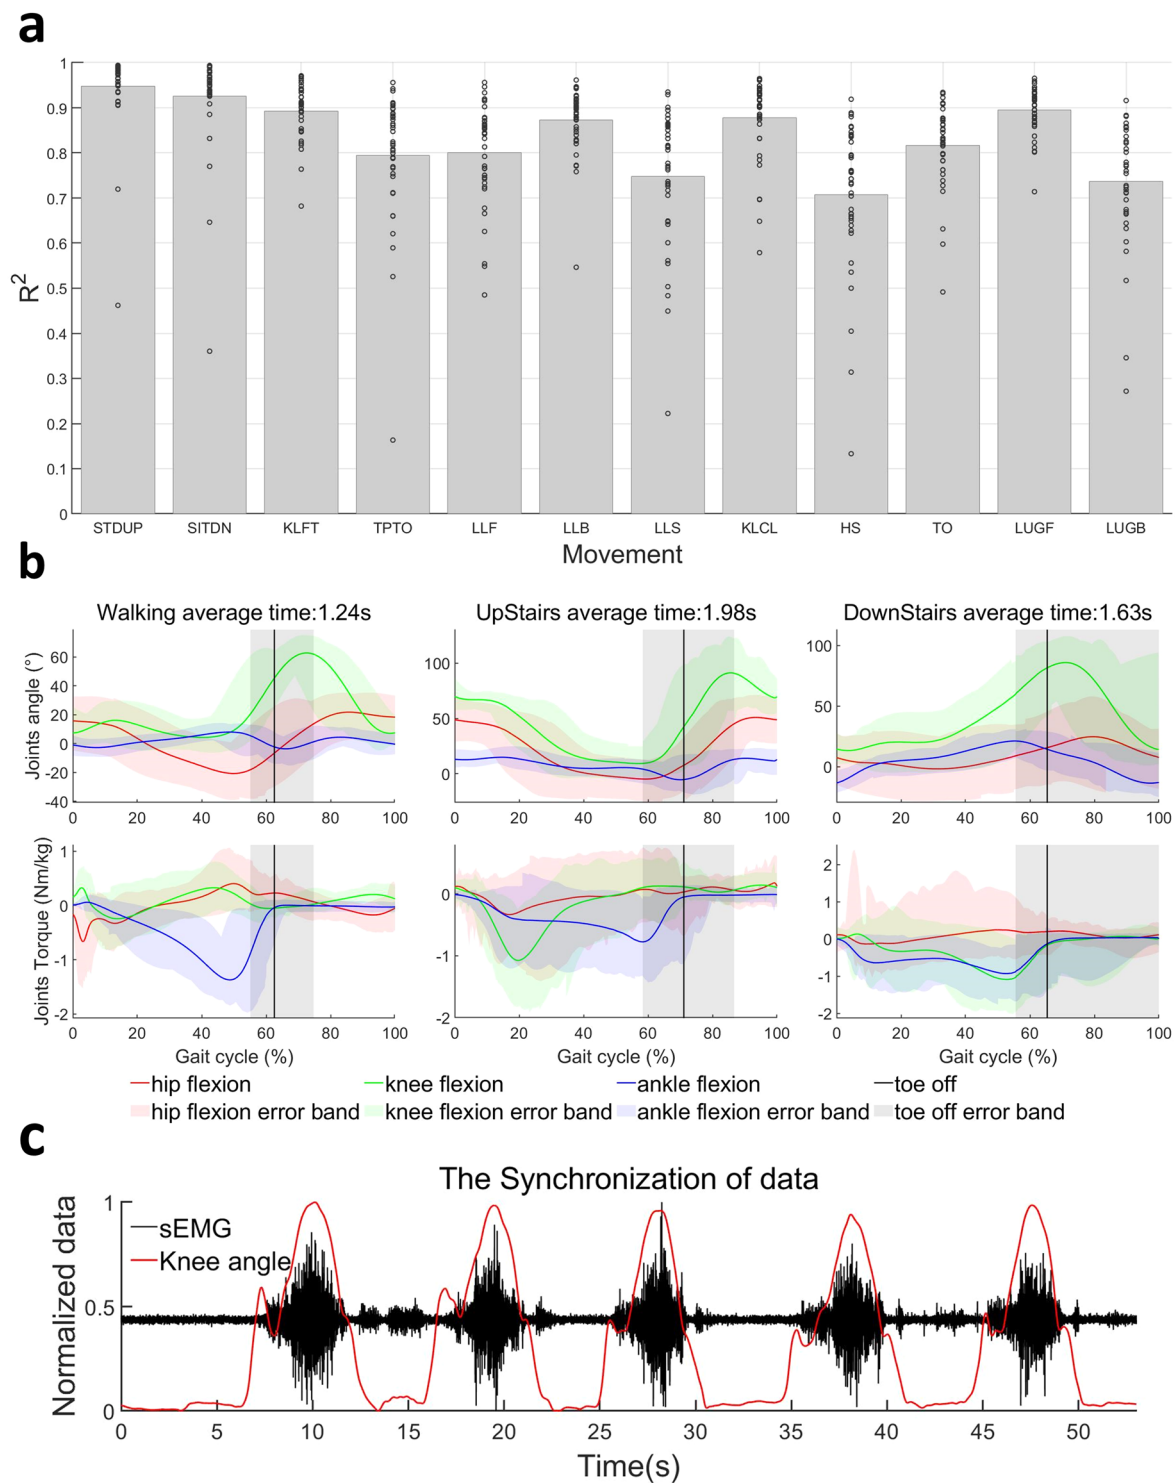 a
1
0.9
0.8
0.7
0.6
0.5
0.4
0.3
0.2
0.1
0
R2
STDUP SITDN KLFT TPTO LLF LLB LLS KLCL HS TO LUGF LUGB
Movement
b
Walking average time:1.24s UpStairs average time:1.98s DownStairs average time:1.63s
Joints angle (°)
60
40
20
0
-20
-40
0 20 40 60 80 100
100
50
0
0 20 40 60 80 100
100
50
0
0 20 40 60 80 100
Joints Torque (Nm/kg)
1
0
-1
-2
0 20 40 60 80 100
0
-1
-2
0 20 40 60 80 100
2
1
0
-1
-2
0 20 40 60 80 100
Gait cycle (%) Gait cycle (%) Gait cycle (%)
hip flexion knee flexion ankle flexion toe off
hip flexion error band knee flexion error band ankle flexion error band toe off error band
c
The Synchronization of data
Normalized data
1
0.5
0
sEMG
Knee angle
0 5 10 15 20 25 30 35 40 45 50
Time(s)